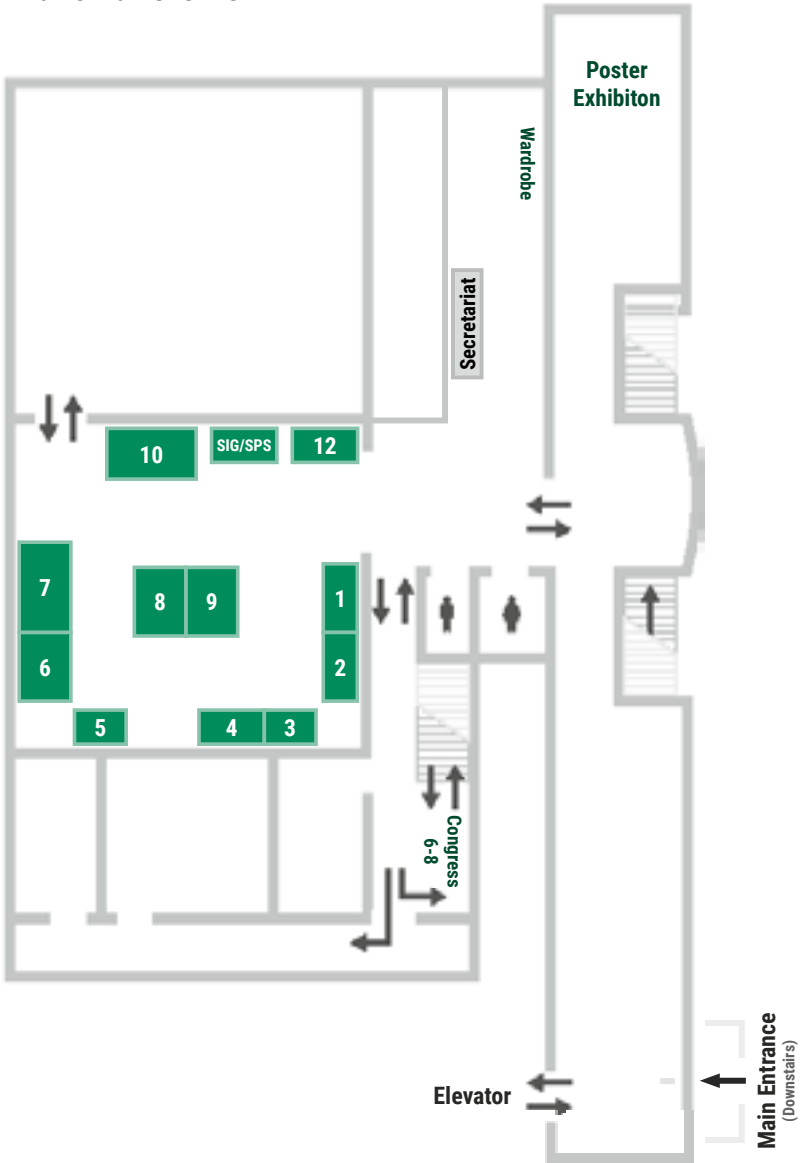 Poster
Exhibiton
Wardrobe
Secretariat
10
SIG/SPS
12
7
8
9
1
6
2
5
4
3
Congress
6-8
Elevator
Main Entrance
(Downstairs)